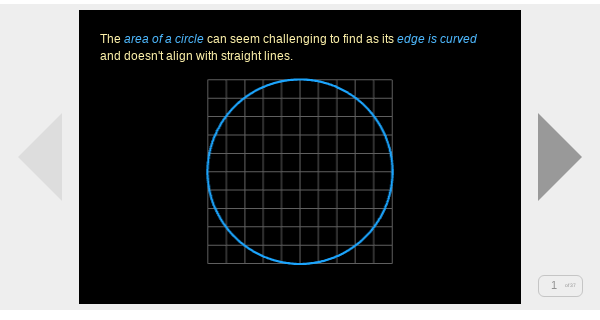 The area of a circle can seem challenging to find as its edge is curved
and doesn't align with straight lines.
1